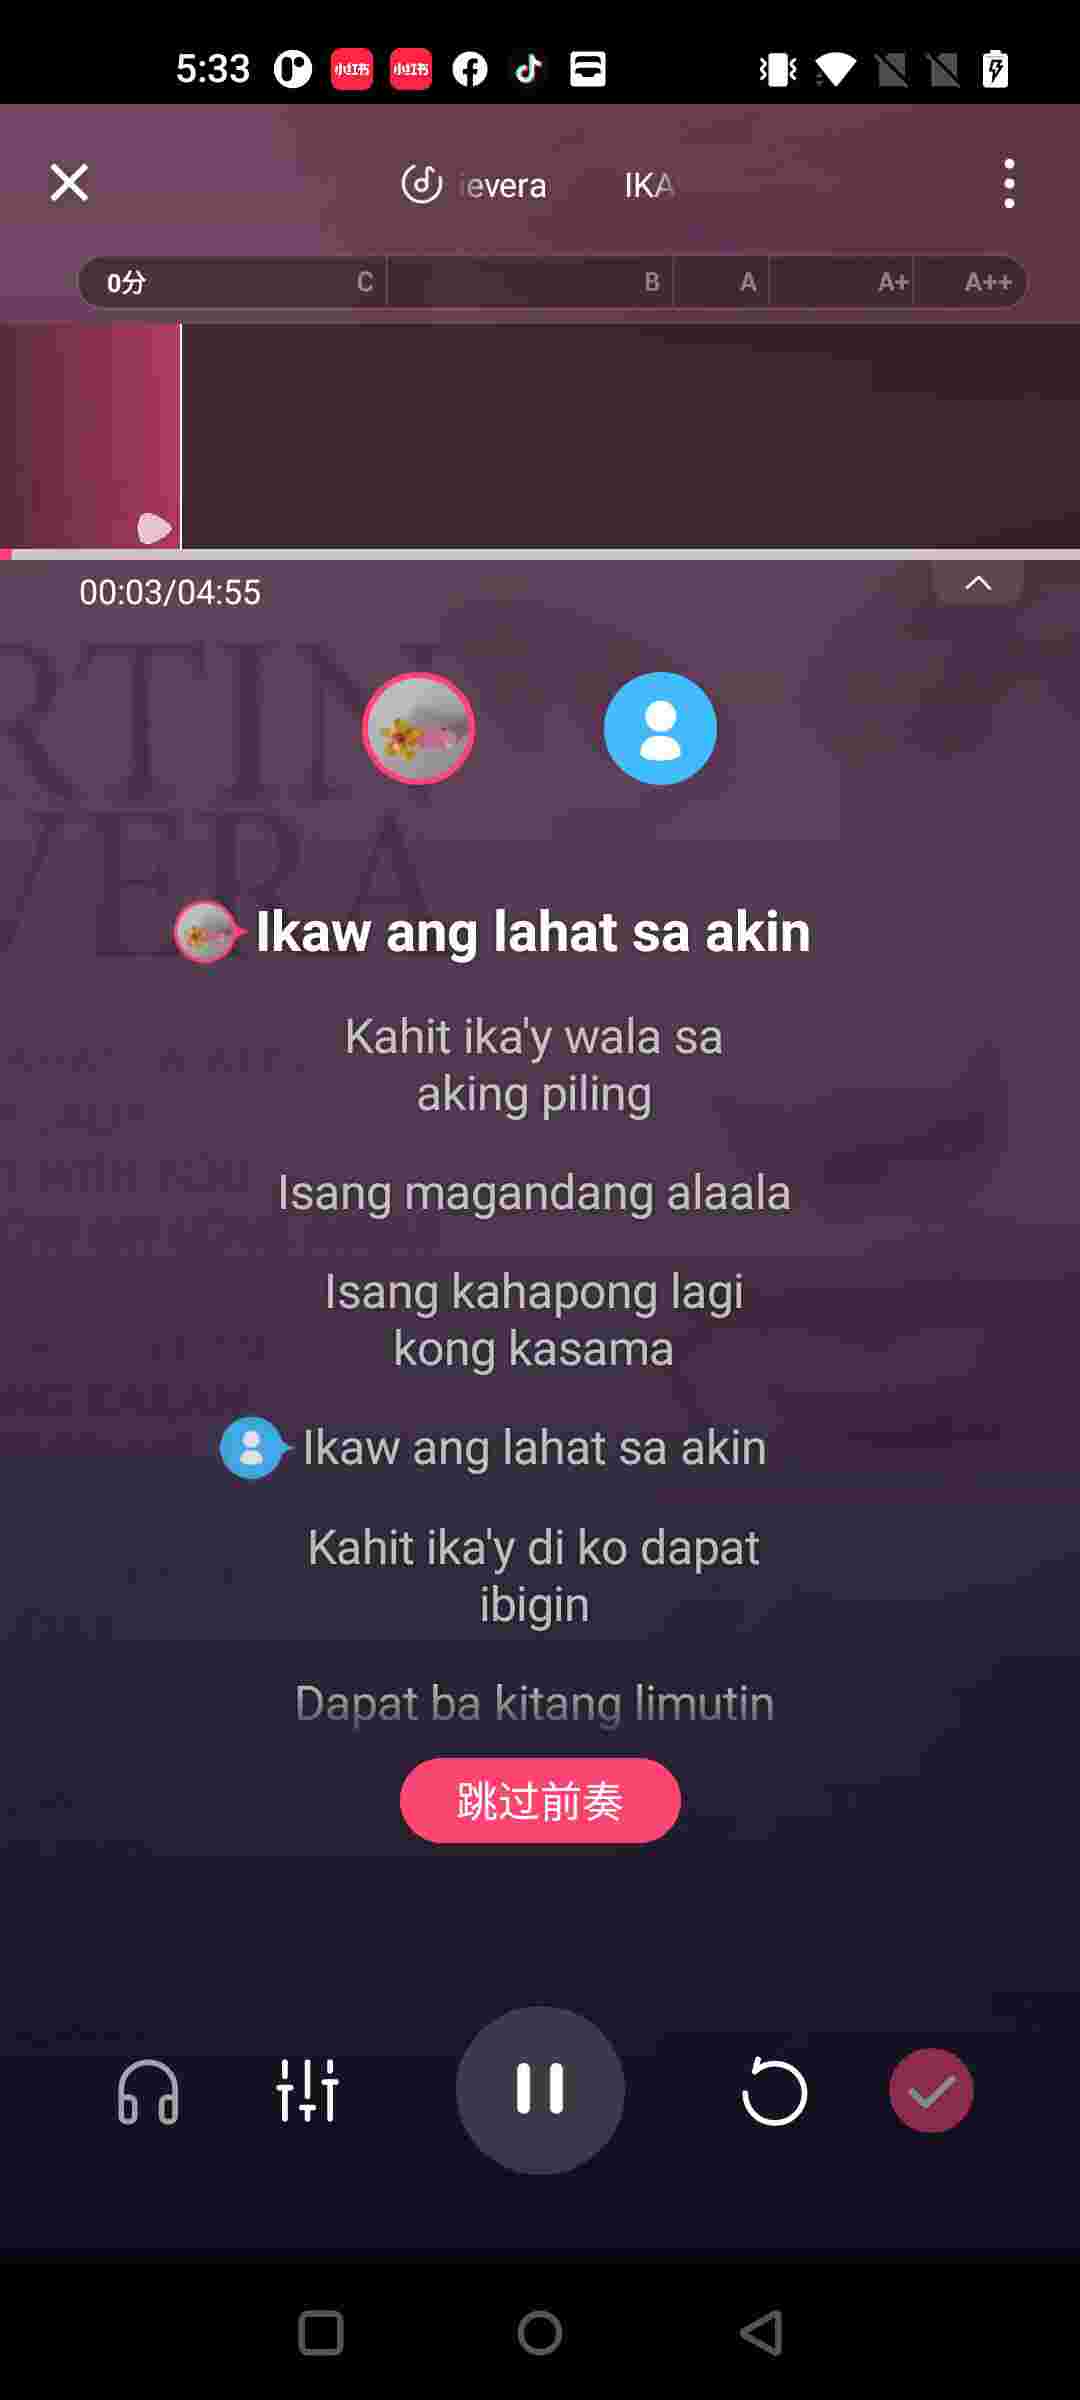 5:33
小红书 小红书
ievera IKA
0分 C B A A+ A++
00:03/04:55
RTIN
VERA
Ikaw ang lahat sa akin
Kahit ika'y wala sa
aking piling
Isang magandang alaala
Isang kahapong lagi
kong kasama
Ikaw ang lahat sa akin
Kahit ika'y di ko dapat
ibigin
Dapat ba kitang limutin
跳过前奏